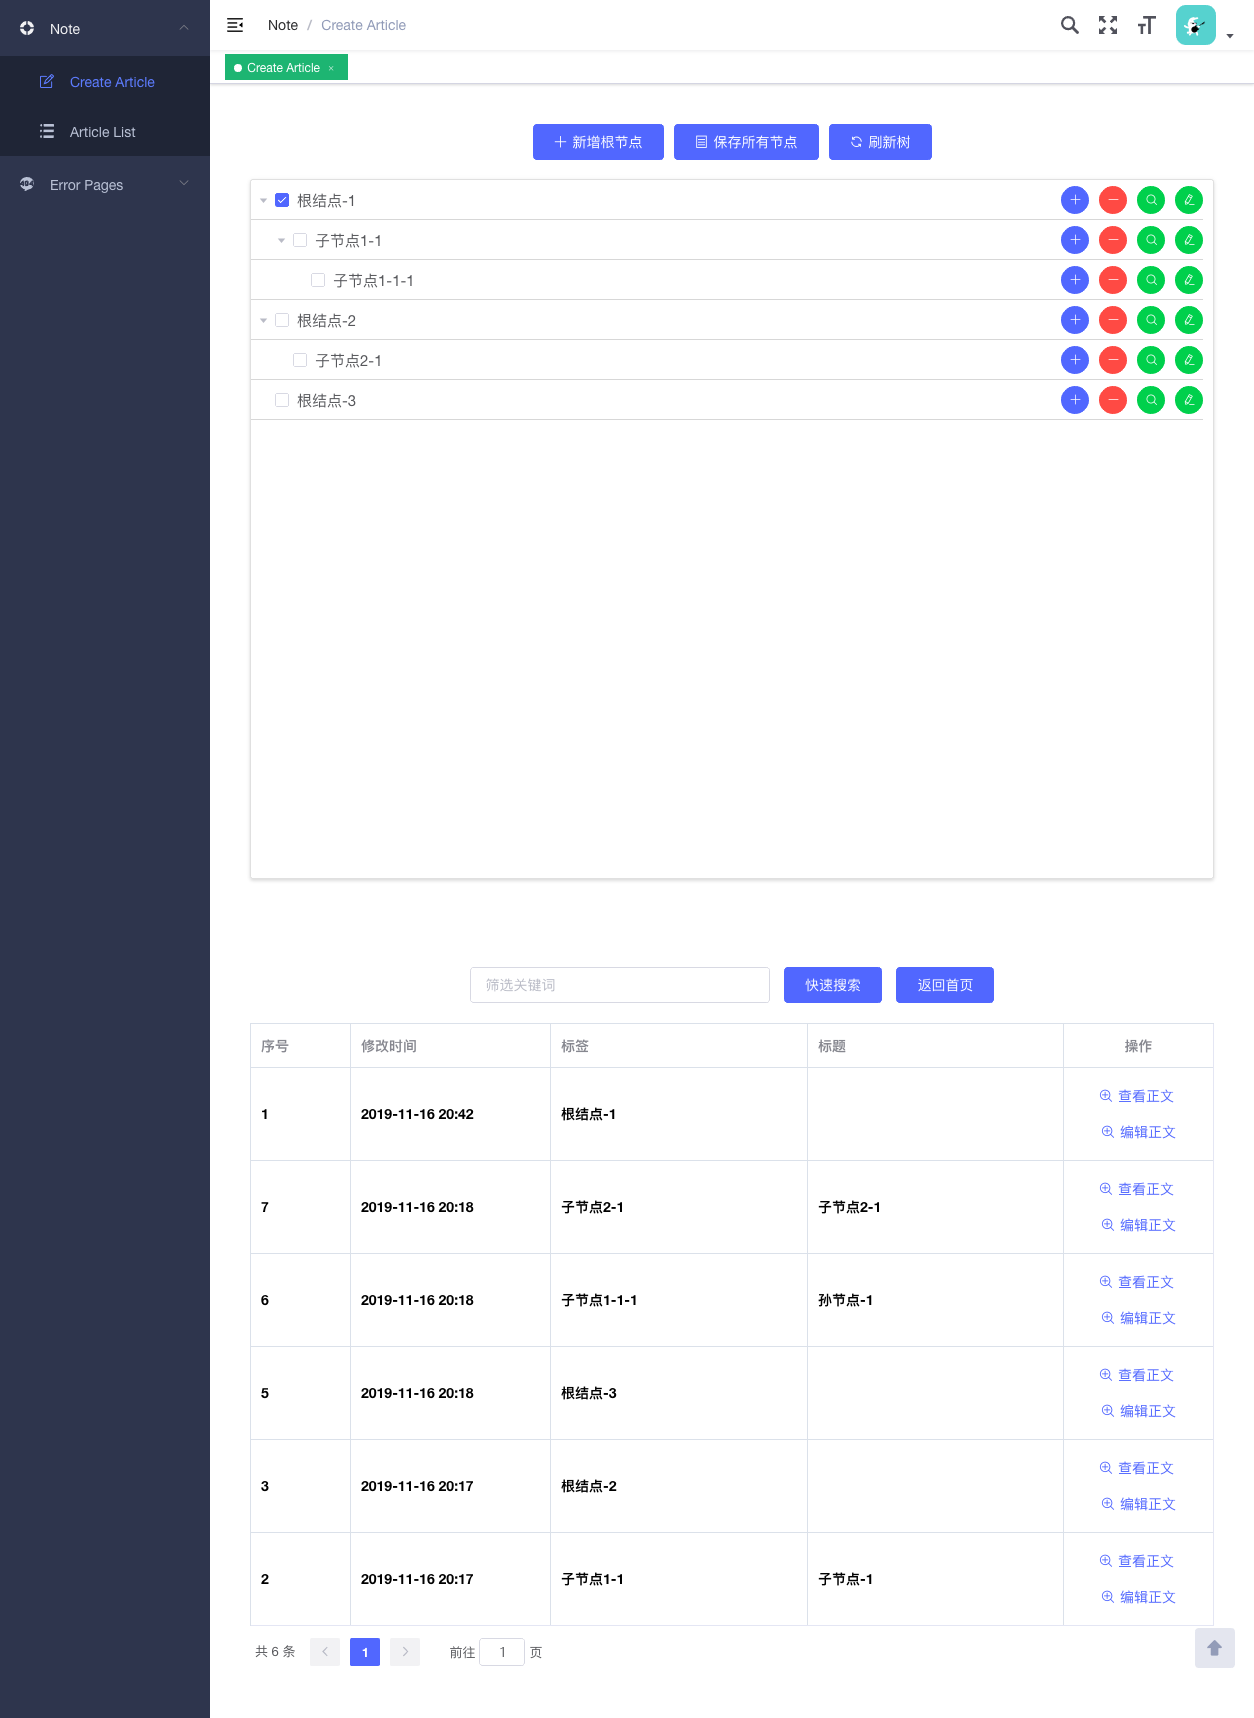 Note
Create Article
Article List
Error Pages
Note / Create Article
Create Article ×
新增根节点 保存所有节点 刷新树
根结点-1
子节点1-1
子节点1-1-1
根结点-2
子节点2-1
根结点-3
筛选关键词 快速搜索 返回首页
序号 修改时间 标签 标题 操作
1 2019-11-16 20:42 根结点-1 查看正文
编辑正文
7 2019-11-16 20:18 子节点2-1 子节点2-1 查看正文
编辑正文
6 2019-11-16 20:18 子节点1-1-1 孙节点-1 查看正文
编辑正文
5 2019-11-16 20:18 根结点-3 查看正文
编辑正文
3 2019-11-16 20:17 根结点-2 查看正文
编辑正文
2 2019-11-16 20:17 子节点1-1 子节点-1 查看正文
编辑正文
共 6 条 1 前往 1 页